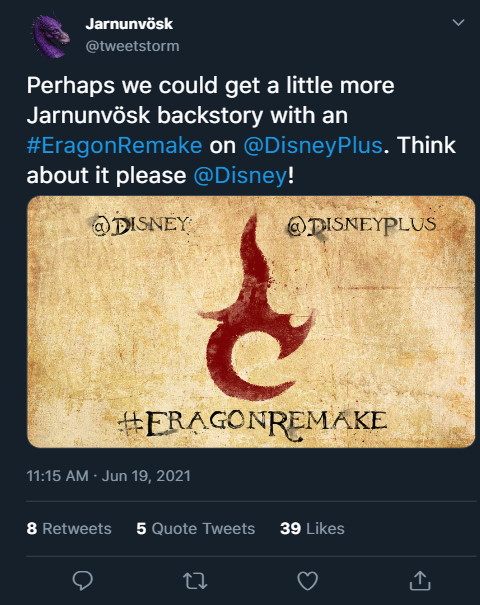 Jarnunvösk
@tweetstorm
Perhaps we could get a little more
Jarnunvösk backstory with an
#EragonRemake on @DisneyPlus. Think
about it please @Disney!
@DISNEY @DISNEYPLUS
#ERAGONREMAKE
11:15 AM · Jun 19, 2021
8 Retweets 5 Quote Tweets 39 Likes